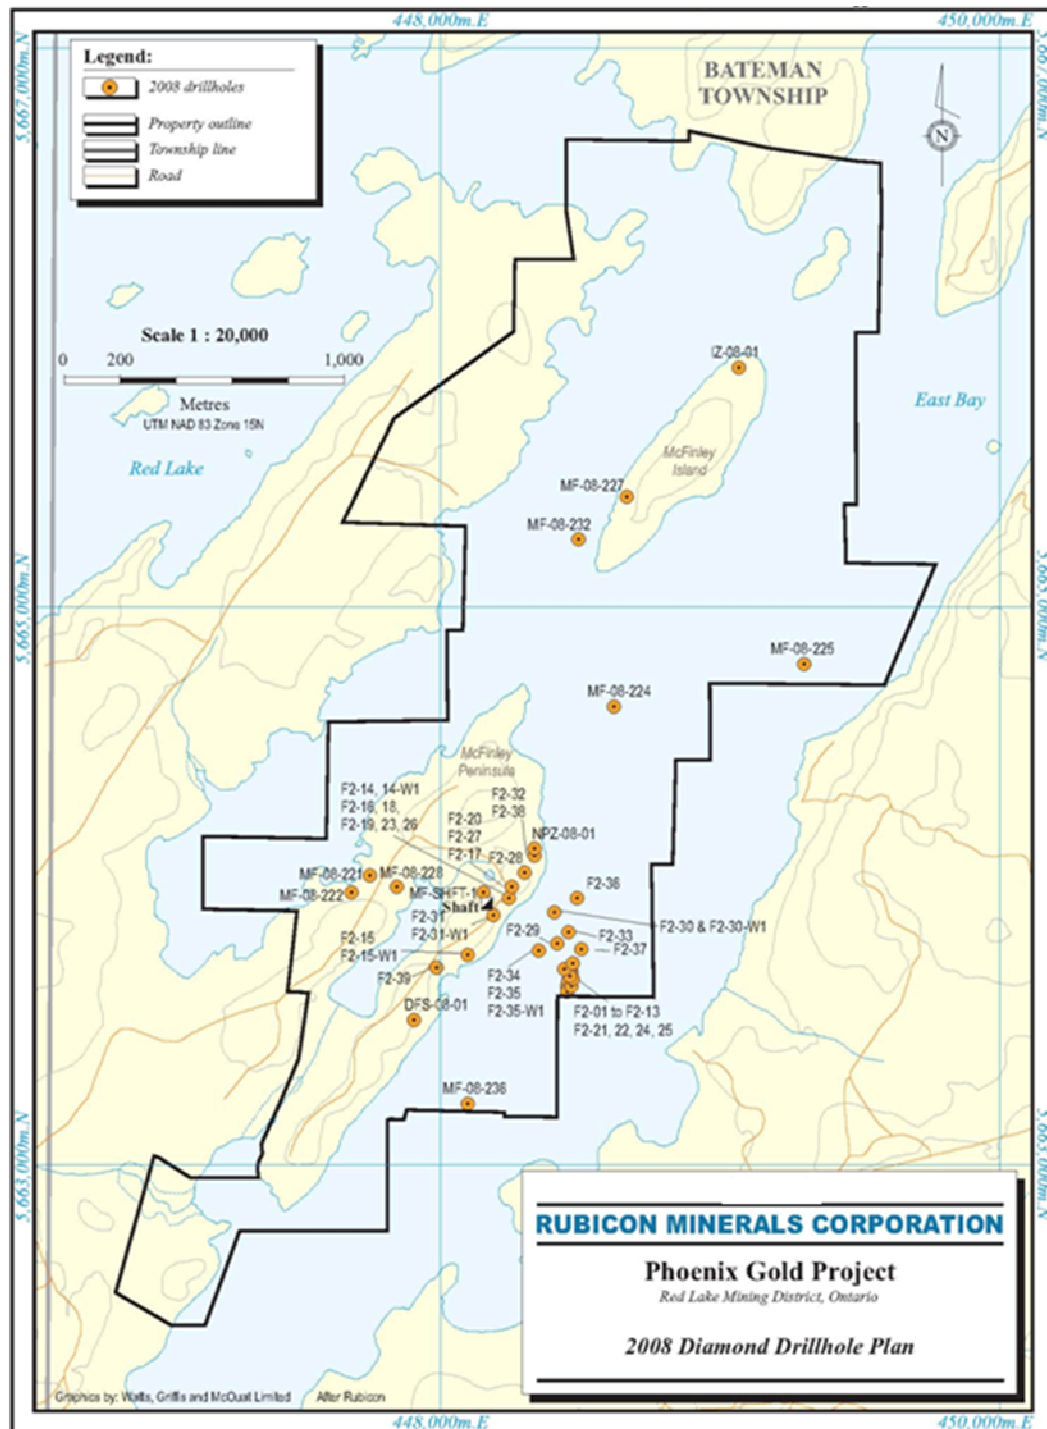 448,000m.E
450,000m.E
5,667,000m.N
5,667,000m.N
Legend:
2008 drillholes
Property outline
Township line
Road
BATEMAN
TOWNSHIP
N
Scale 1 : 20,000
0 200 1,000
Metres
UTM NAD 83 Zone 15N
Red Lake
East Bay
IZ-08-01
McFinley
Island
MF-08-227
MF-08-232
5,665,000m.N
5,665,000m.N
MF-08-225
MF-08-224
McFinley
Peninsula
F2-14, 14-W1
F2-16, 18,
F2-19, 23, 26
F2-32
F2-38
F2-20
F2-27
F2-17
NPZ-08-01
F2-28
MF-08-221
MF-08-228
MF-08-222
MF-SHFT-1
Shaft
F2-36
F2-31
F2-31-W1
F2-30 & F2-30-W1
F2-29
F2-33
F2-37
F2-15
F2-15-W1
F2-39
F2-34
F2-35
F2-35-W1
DFS-08-01
F2-01 to F2-13
F2-21, 22, 24, 25
MF-08-236
5,663,000m.N
5,663,000m.N
RUBICON MINERALS CORPORATION
Phoenix Gold Project
Red Lake Mining District, Ontario
2008 Diamond Drillhole Plan
Graphics by: Watts, Griffis and McOuat Limited After Rubicon
448,000m.E
450,000m.E